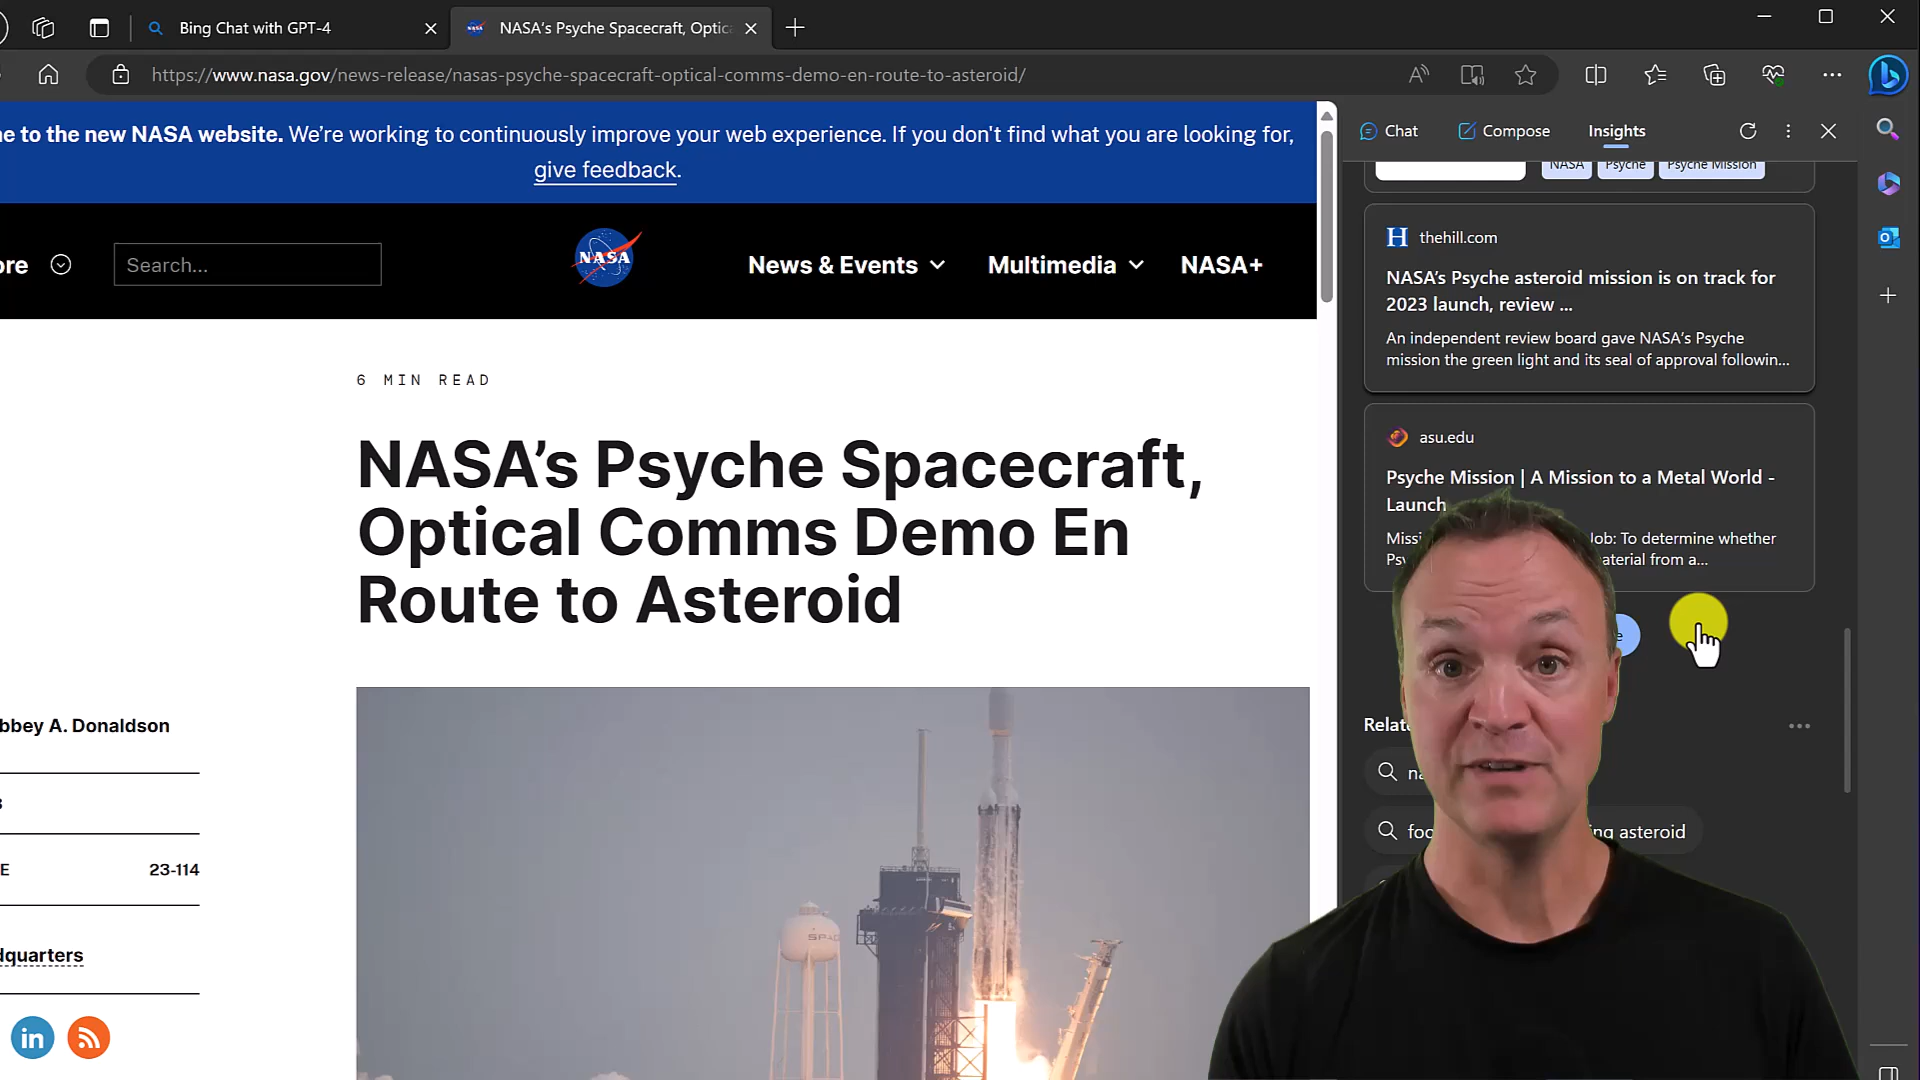 Bing Chat with GPT-4
NASA's Psyche Spacecraft, Optic
https://www.nasa.gov/news-release/nasas-psyche-spacecraft-optical-comms-demo-en-route-to-asteroid/
to the new NASA website. We're working to continuously improve your web experience. If you don't find what you are looking for,
give feedback.
Search...
NASA
News & Events
Multimedia
NASA+
6 MIN READ
NASA's Psyche Spacecraft,
Optical Comms Demo En
Route to Asteroid
A. Donaldson
23-114
in
Chat
Compose
Insights
NASA
Psyche
Psyche Mission
H thehill.com
NASA's Psyche asteroid mission is on track for
2023 launch, review ...
An independent review board gave NASA's Psyche
mission the green light and its seal of approval followin...
asu.edu
Psyche Mission | A Mission to a Metal World -
Launch
Job: To determine whether
from a...
asteroid